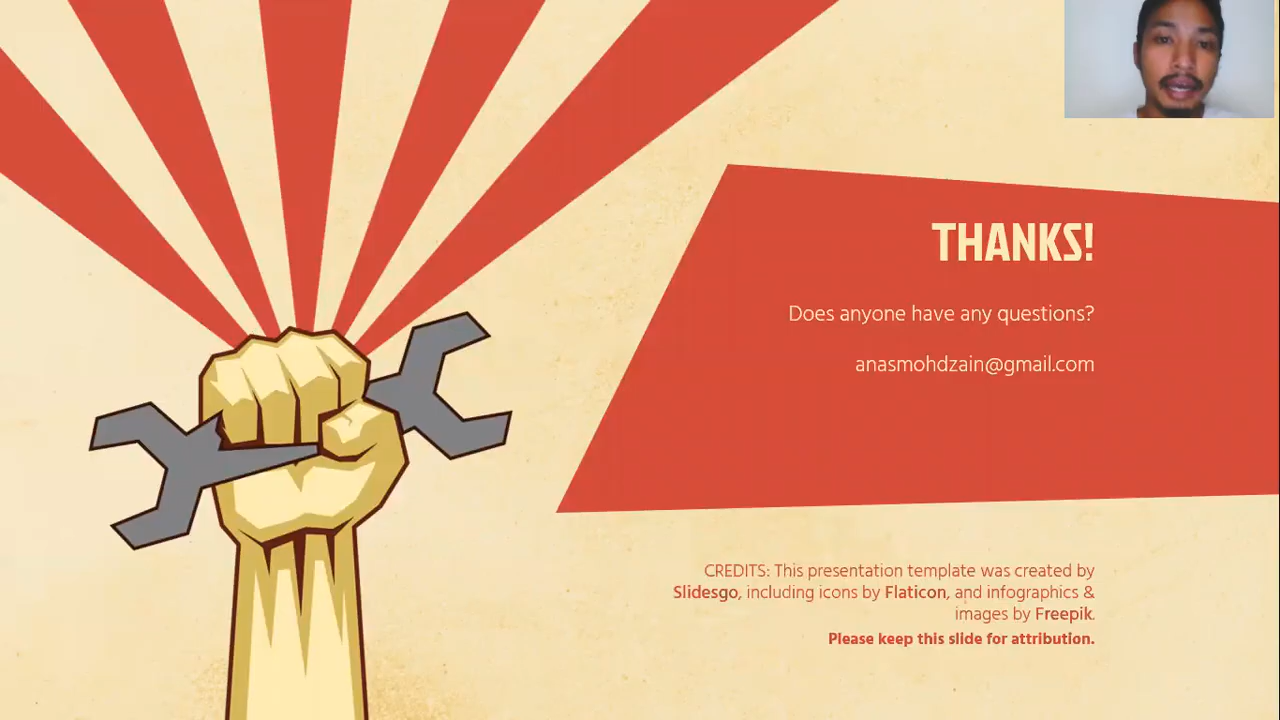 THANKS!
Does anyone have any questions?
anasmohdzain@gmail.com
CREDITS: This presentation template was created by
Slidesgo, including icons by Flaticon, and infographics &
images by Freepik.
Please keep this slide for attribution.